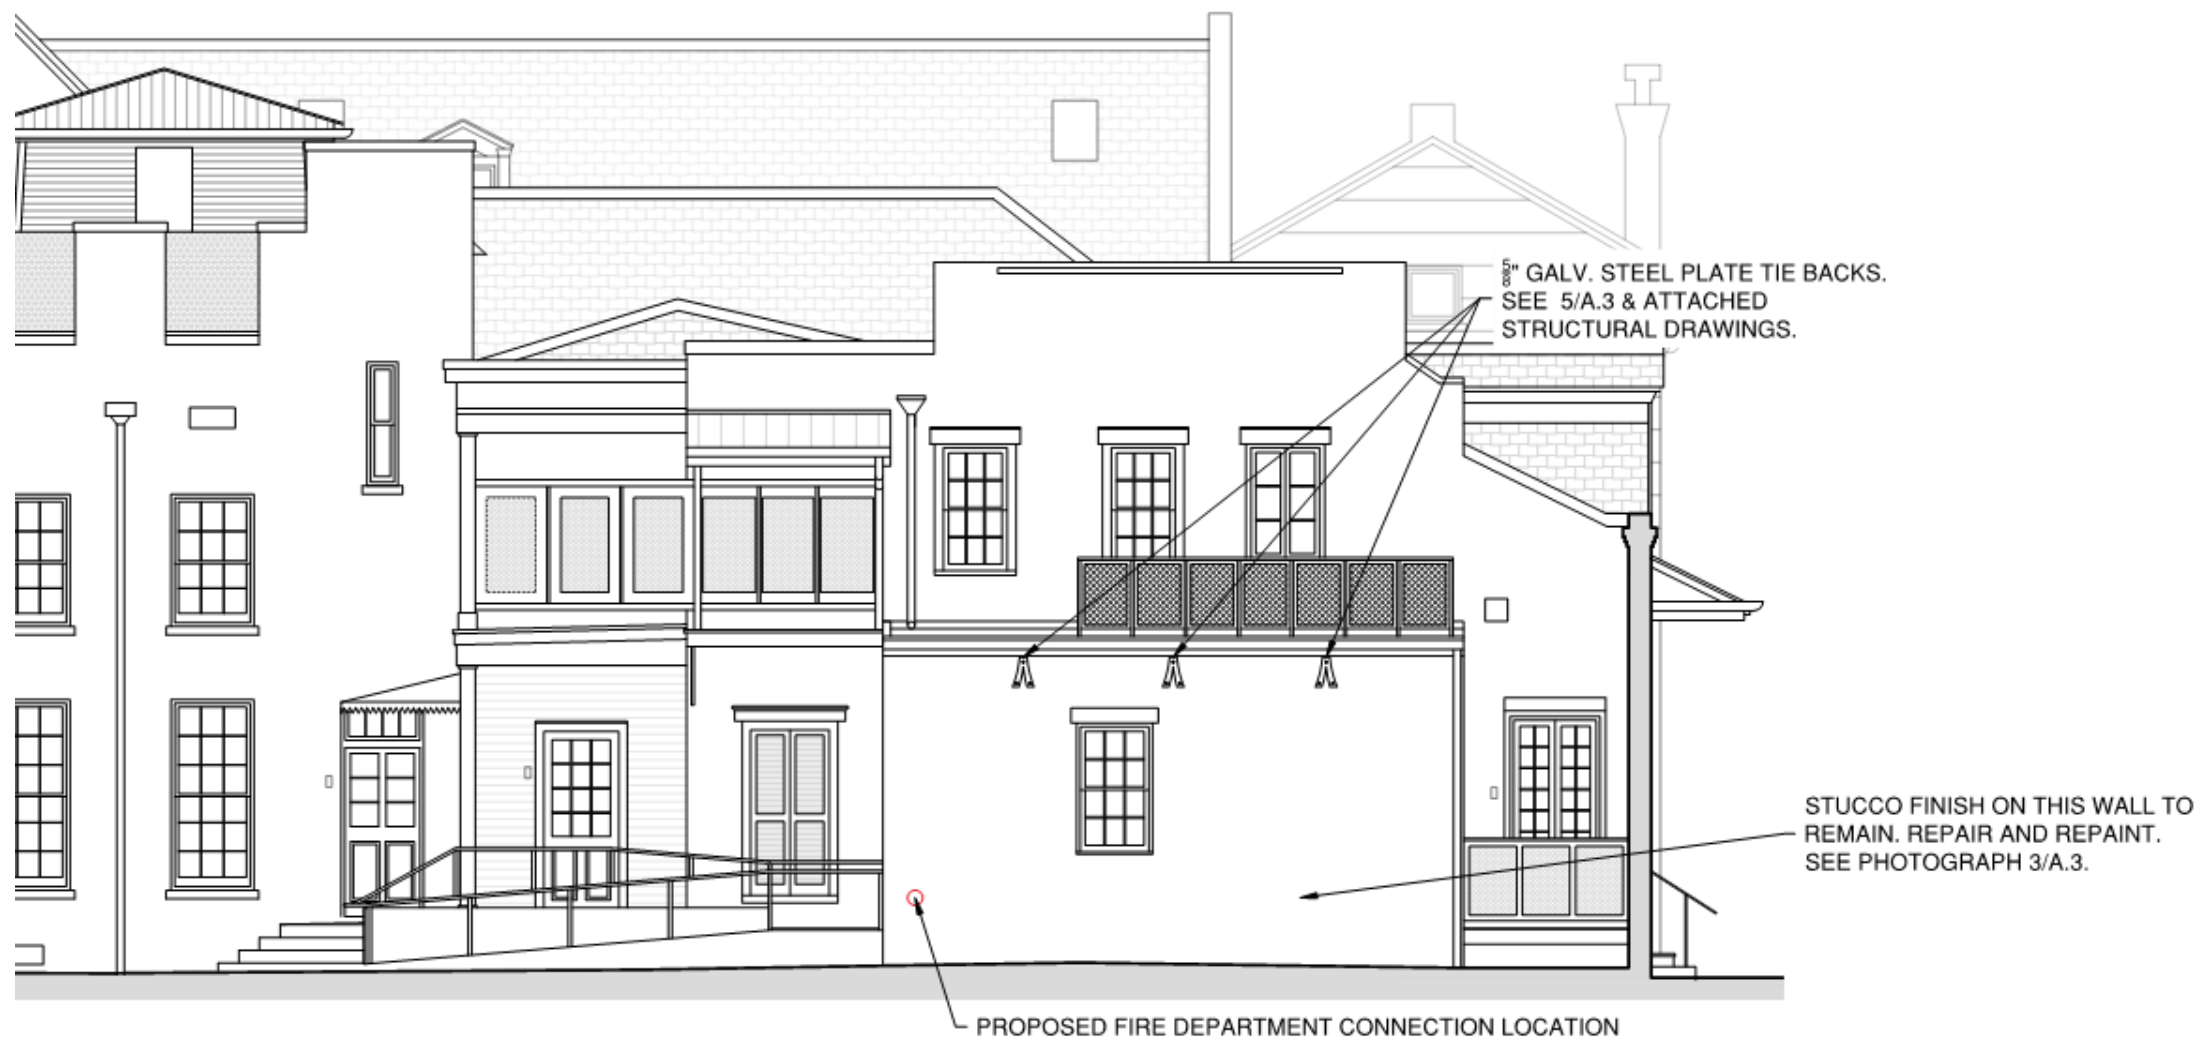 5/8" GALV. STEEL PLATE TIE BACKS.
SEE 5/A.3 & ATTACHED
STRUCTURAL DRAWINGS.
STUCCO FINISH ON THIS WALL TO
REMAIN. REPAIR AND REPAINT.
SEE PHOTOGRAPH 3/A.3.
PROPOSED FIRE DEPARTMENT CONNECTION LOCATION